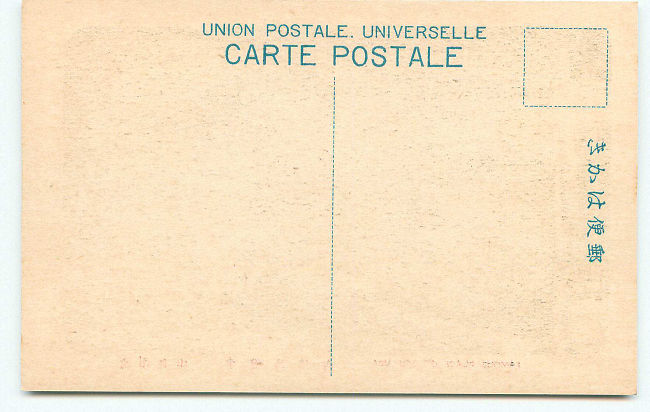 UNION POSTALE. UNIVERSELLE
CARTE POSTALE
郵便はかき